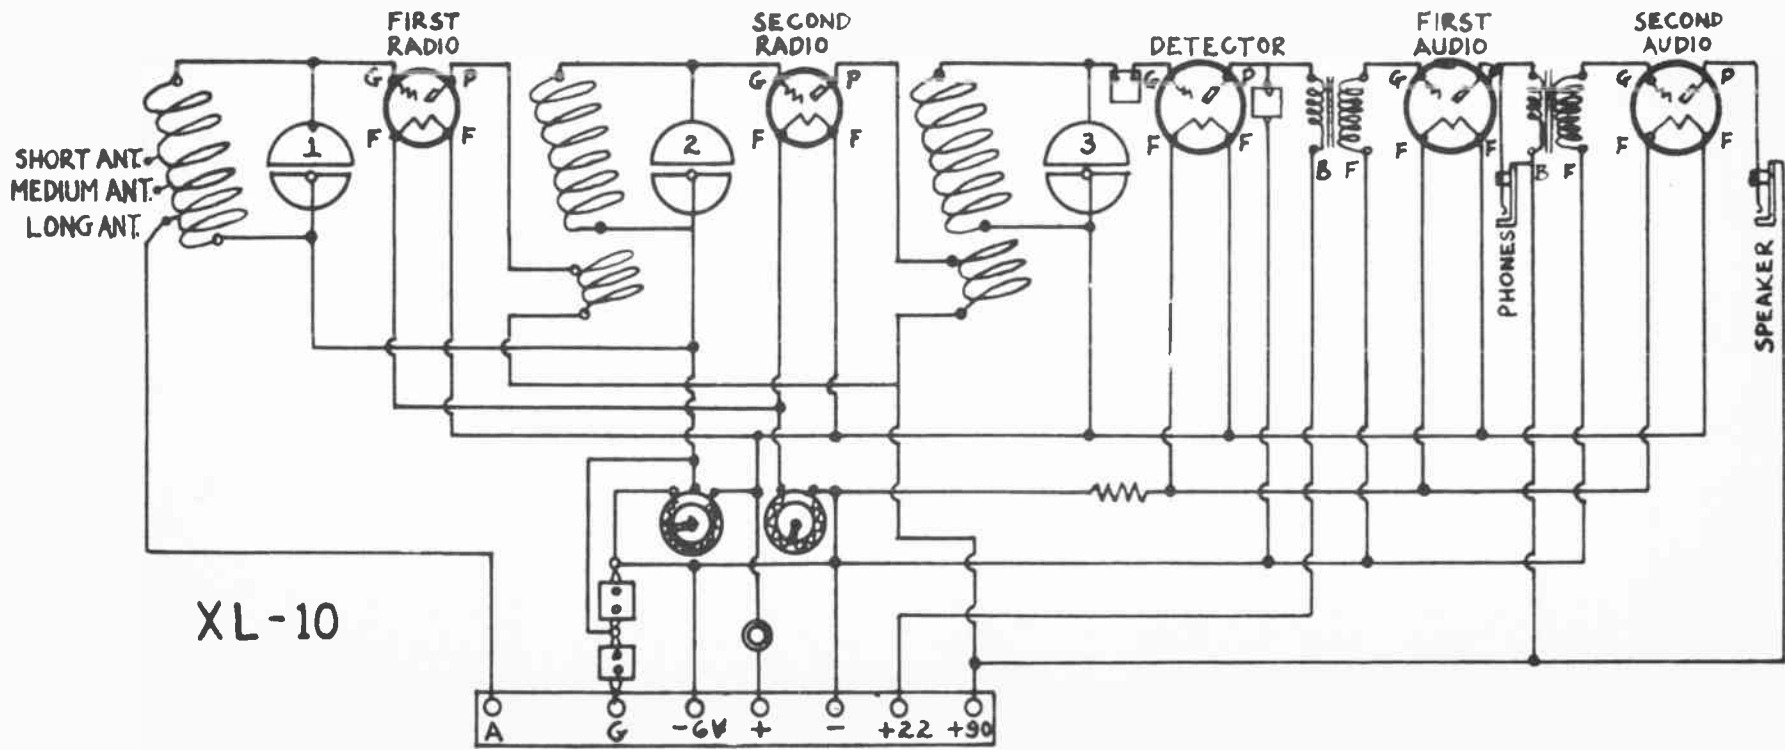 FIRST
RADIO
SECOND
RADIO
DETECTOR
FIRST
AUDIO
SECOND
AUDIO
G P
G P
G P
G P
G P
1
2
3
F F
F F
F F
F F
F F
SHORT ANT.
MEDIUM ANT.
LONG ANT.
B F
B F
PHONES
SPEAKER
XL-10
A G -6V + - +22 +90